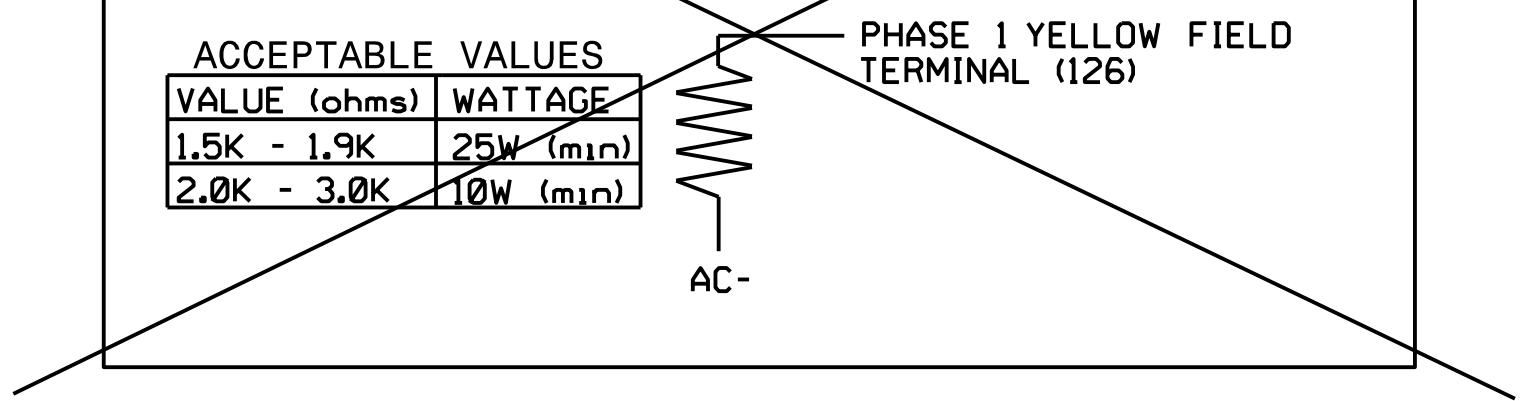 ACCEPTABLE VALUES
VALUE (ohms) WATTAGE
1.5K - 1.9K 25W (min)
2.0K - 3.0K 10W (min)
PHASE 1 YELLOW FIELD
TERMINAL (126)
AC-